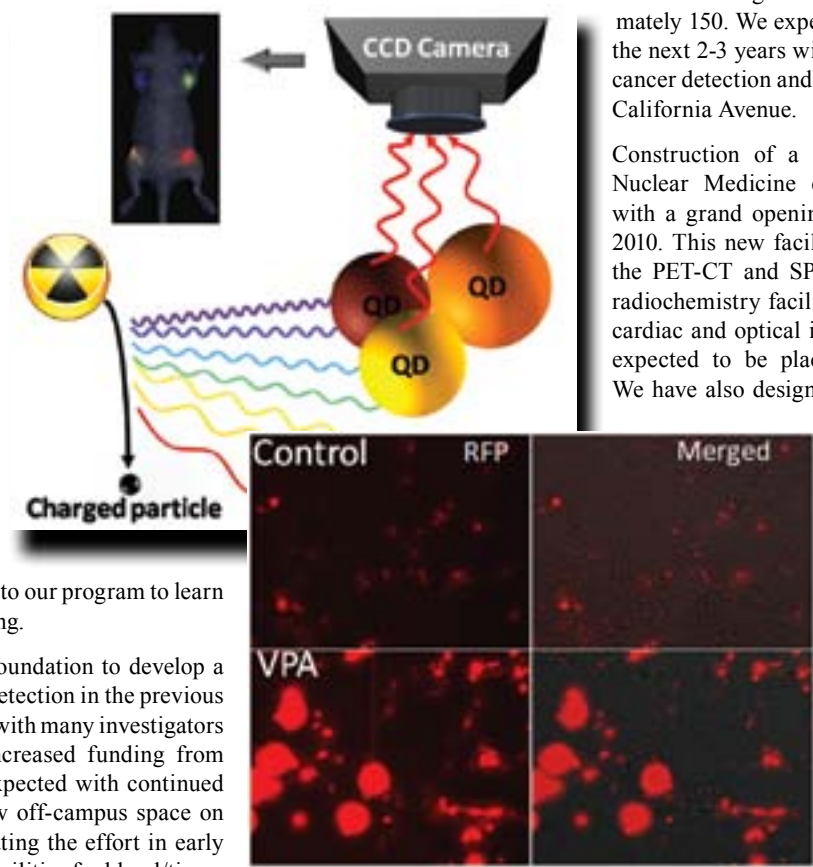 CCD Camera
QD
QD
QD
Charged particle
mately 150. We expe
the next 2-3 years wi
cancer detection and
California Avenue.
Construction of a
Nuclear Medicine
with a grand openin
2010. This new facil
the PET-CT and SP
radiochemistry facil
cardiac and optical i
expected to be plac
We have also design
to our program to learn
ng.
oundation to develop a
etection in the previous
with many investigators
creased funding from
xpected with continued
w off-campus space on
ting the effort in early
Control
RFP
Merged
VPA